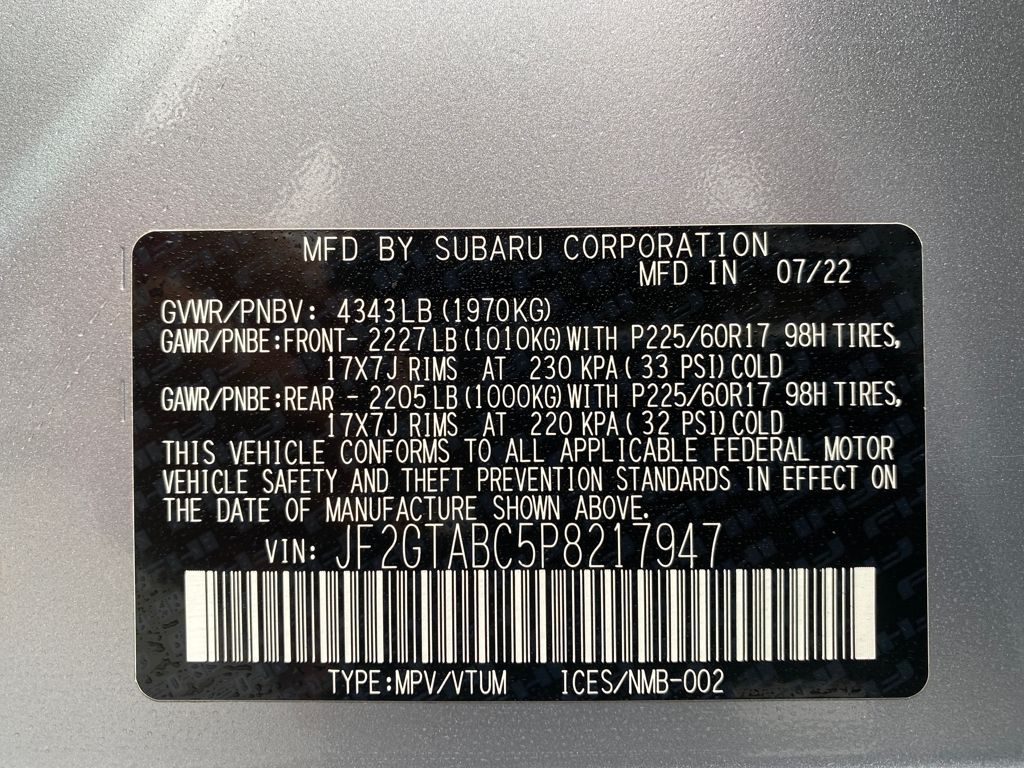 MFD BY SUBARU CORPORATION
MFD IN 07/22
GVWR/PNBV: 4343LB(1970KG)
GAWR/PNBE:FRONT- 2227LB(1010KG)WITH P225/60R17 98H TIRES,
17X7J RIMS AT 230 KPA( 33 PSI)COLD
GAWR/PNBE:REAR - 2205LB(1000KG)WITH P225/60R17 98H TIRES,
17X7J RIMS AT 220 KPA( 32 PSI)COLD
THIS VEHICLE CONFORMS TO ALL APPLICABLE FEDERAL MOTOR
VEHICLE SAFETY AND THEFT PREVENTION STANDARDS IN EFFECT ON
THE DATE OF MANUFACTURE SHOWN ABOVE.
VIN: JF2GTABC5P8217947
TYPE:MPV/VTUM ICES/NMB-002